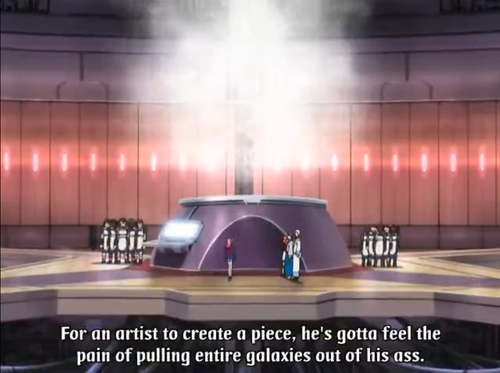 For an artist to create a piece, he's gotta feel the
pain of pulling entire galaxies out of his ass.